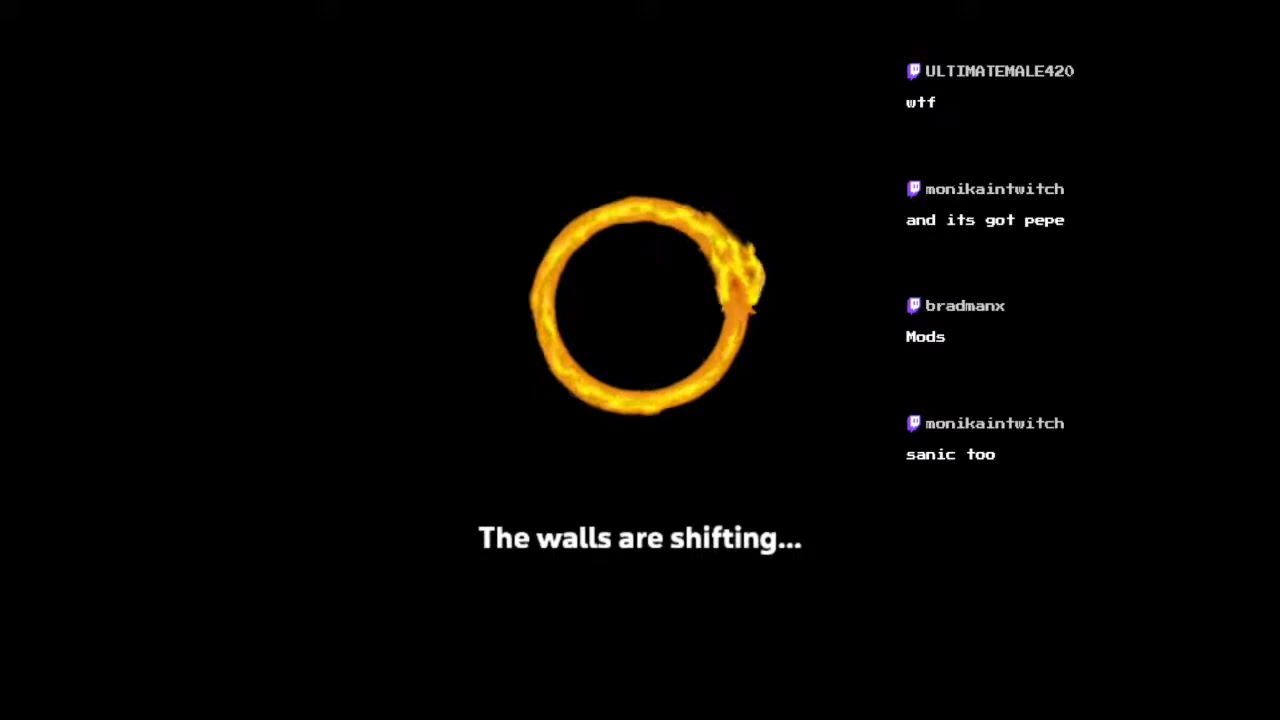 ULTIMATEMALE420
wtf
monikaintwitch
and its got pepe
bradmanx
Mods
monikaintwitch
sanic too
The walls are shifting...